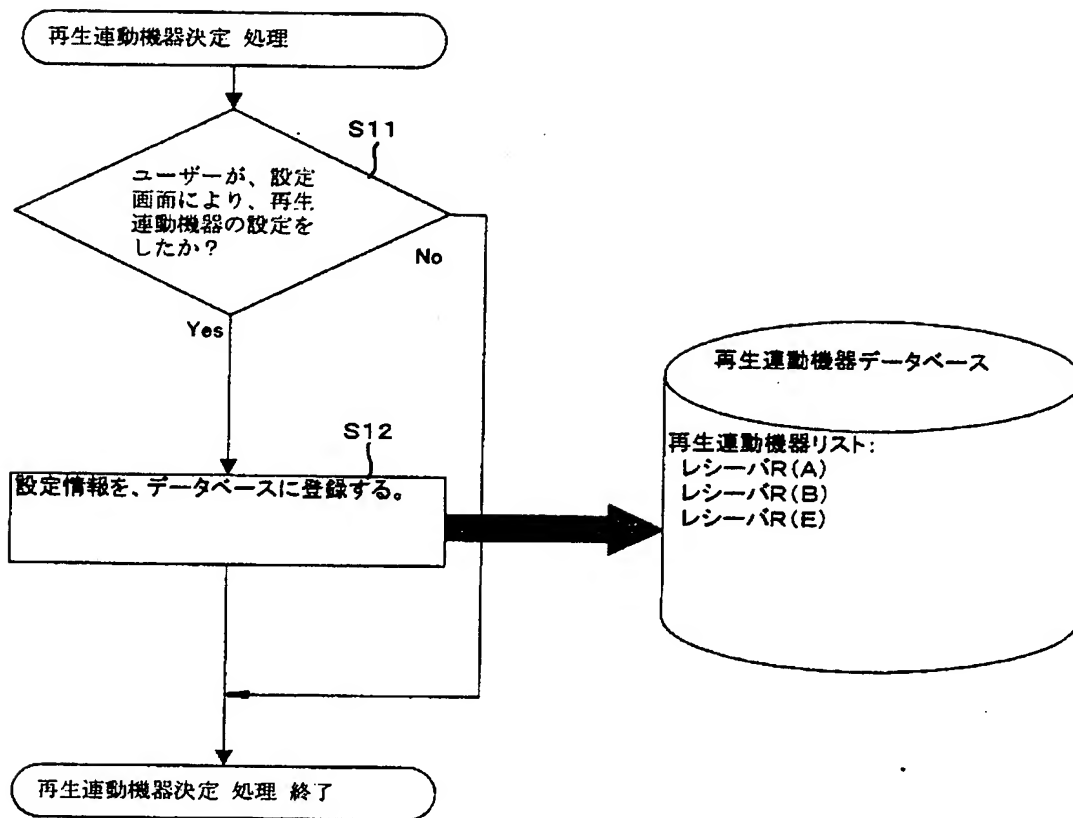 再生連動機器決定 処理
S11
ユーザーが、設定
画面により、再生
連動機器の設定を
したか？
No
Yes
S12
設定情報を、データベースに登録する。
再生連動機器データベース
再生連動機器リスト：
レシーバR(A)
レシーバR(B)
レシーバR(E)
再生連動機器決定 処理 終了